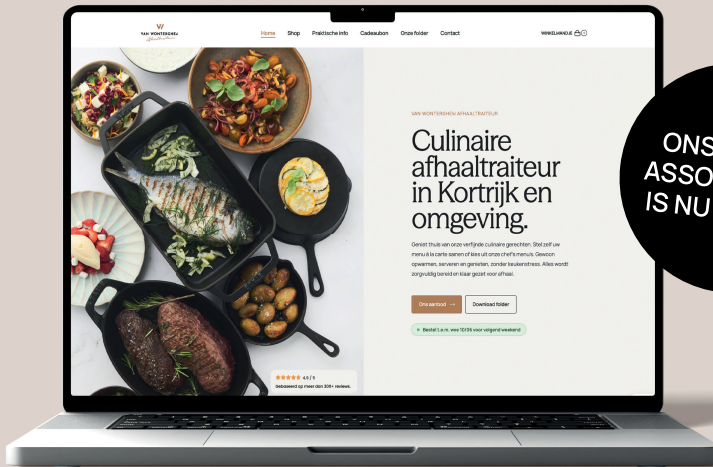 VAN WONTERGHEM
Home
Shop
Praktische info
Cadeaubon
Onze folder
Contact
WINKELMANDJE
VAN WONTERGHEM AFHAALTRAITEUR
Culinaire
afhaaltraiteur
in Kortrijk en
omgeving.
Geniet thuis van onze verfijnde culinaire gerechten. Stel zelf uw
menu à la carte samen of kies uit onze chef's menu's. Gewoon
opwarmen, serveren en genieten, zonder keukenstress. Alles wordt
zorgvuldig bereid en klaar gezet voor afhaal.
Ons aanbod →
Download folder
Bestel t.e.m. woe 10/06 voor volgend weekend
4,9 / 5
Gebaseerd op meer dan 300+ reviews.
ONS
ASSO
IS NU